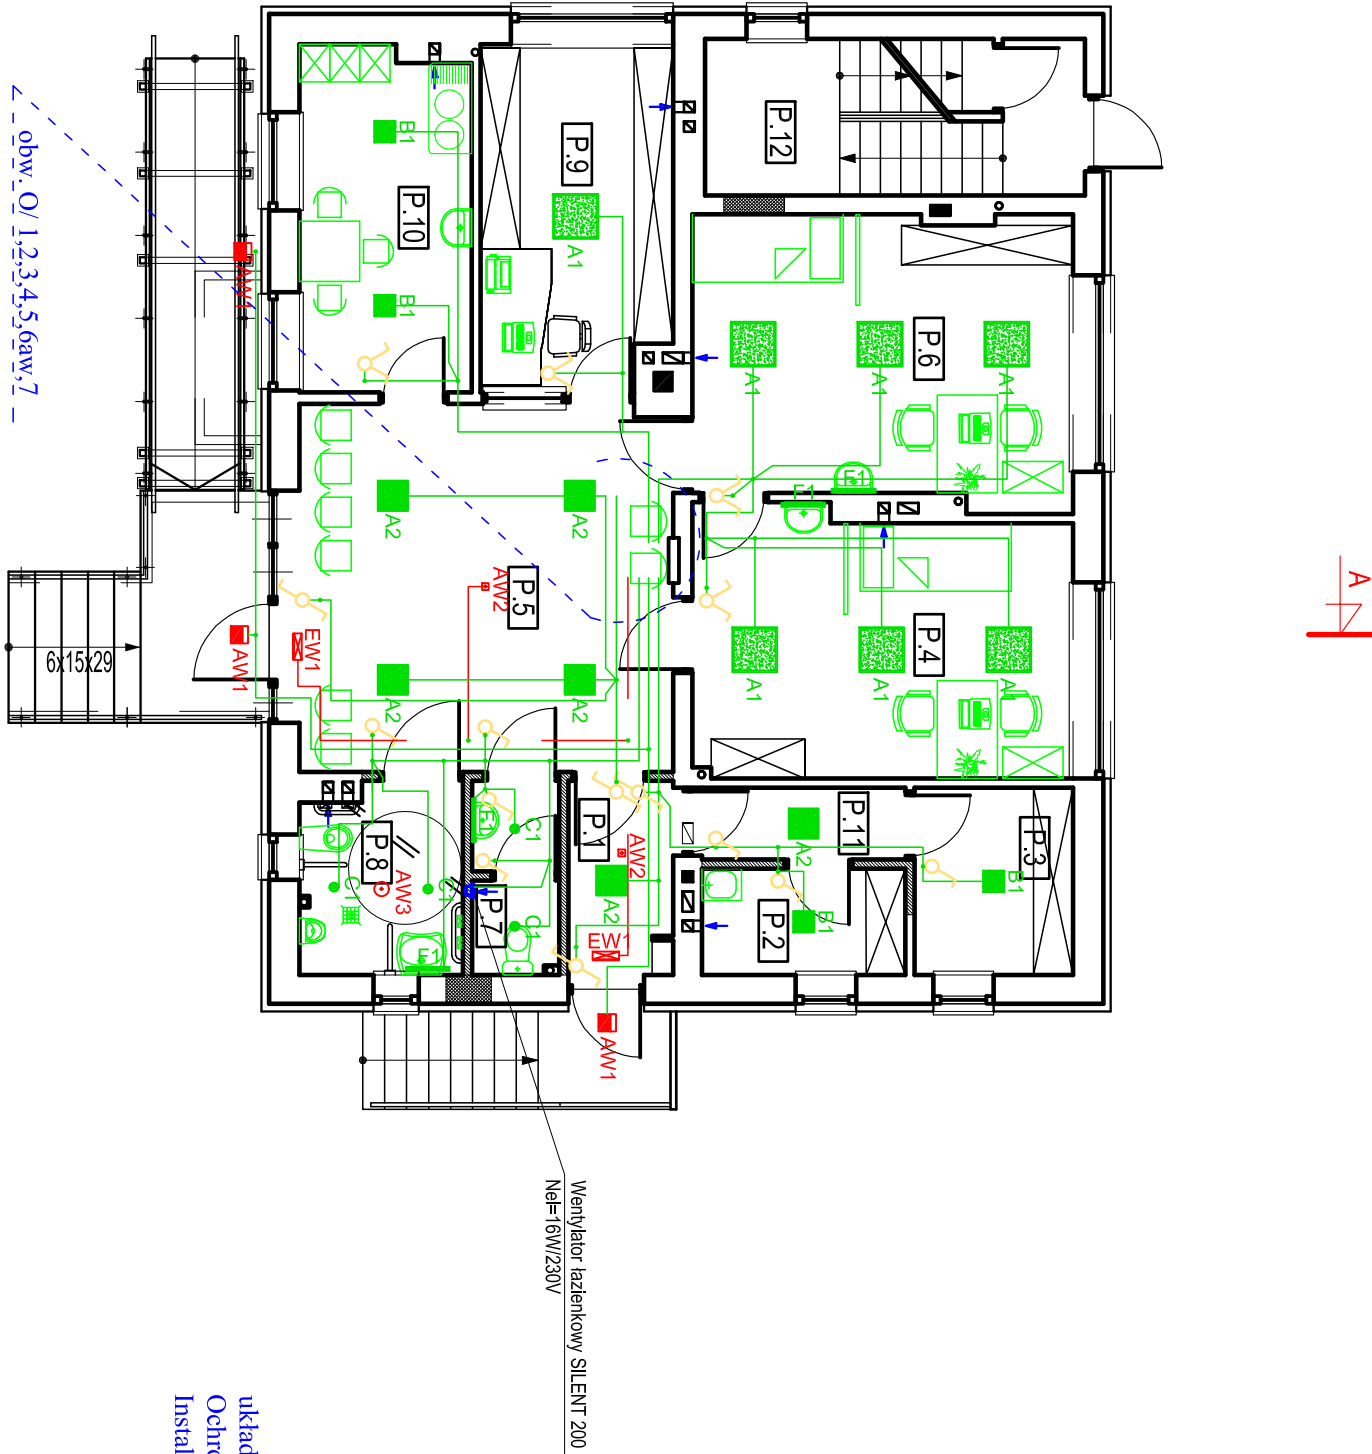 P.12
P.9
P.10
P.6
P.4
P.5
P.8
P.7
P.1
P.11
P.3
P.2
B1
B1
A1
A1
A1
A1
A1
A1
A1
A2
A2
A2
A2
A2
A2
B1
B1
C1
C1
C1
C1
E1
E1
E1
E1
AW1
AW1
AW1
AW2
AW2
AW3
EW1
EW1
6x15x29
A
obw. O/ 1,2,3,4,5,6aw,7
Wentylator łazienkowy SILENT 200
Nel=16W/230V
układ
Ochro
Instal